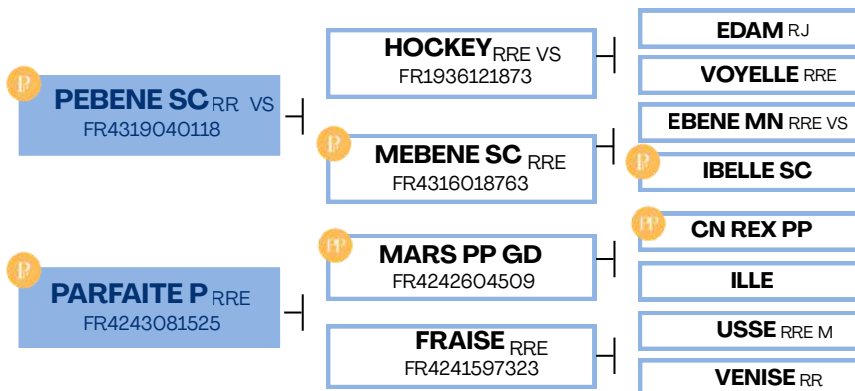 P PEBENE SC RR VS
FR4319040118
HOCKEY RRE VS
FR1936121873
P MEBENE SC RRE
FR4316018763
EDAM RJ
VOYELLE RRE
EBENE MN RRE VS
P IBELLE SC
P PARFAITE P RRE
FR4243081525
PP MARS PP GD
FR4242604509
FRAISE RRE
FR4241597323
PP CN REX PP
ILLE
USSE RRE M
VENISE RR